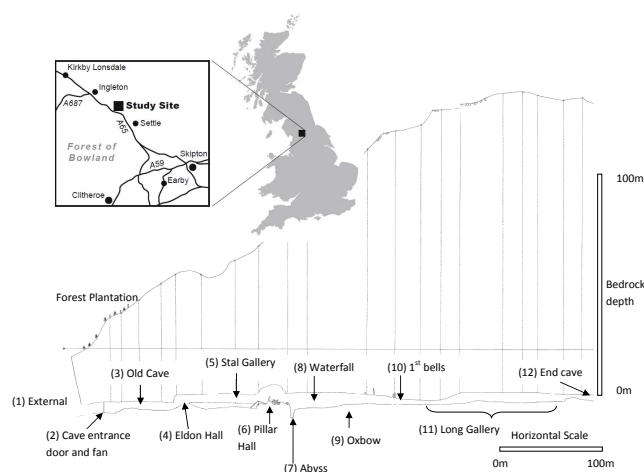 Kirkby Lonsdale
Ingleton
A687
Study Site
A65
Settle
Forest of
Bowland
Skipton
A59
Earby
Clitheroe
100m
Bedrock
depth
0m
Forest Plantation
(1) External
(2) Cave entrance
door and fan
(3) Old Cave
(4) Eldon Hall
(5) Stal Gallery
(6) Pillar
Hall
(7) Abyss
(8) Waterfall
(9) Oxbow
(10) 1st bells
(11) Long Gallery
(12) End cave
Horizontal Scale
0m
100m